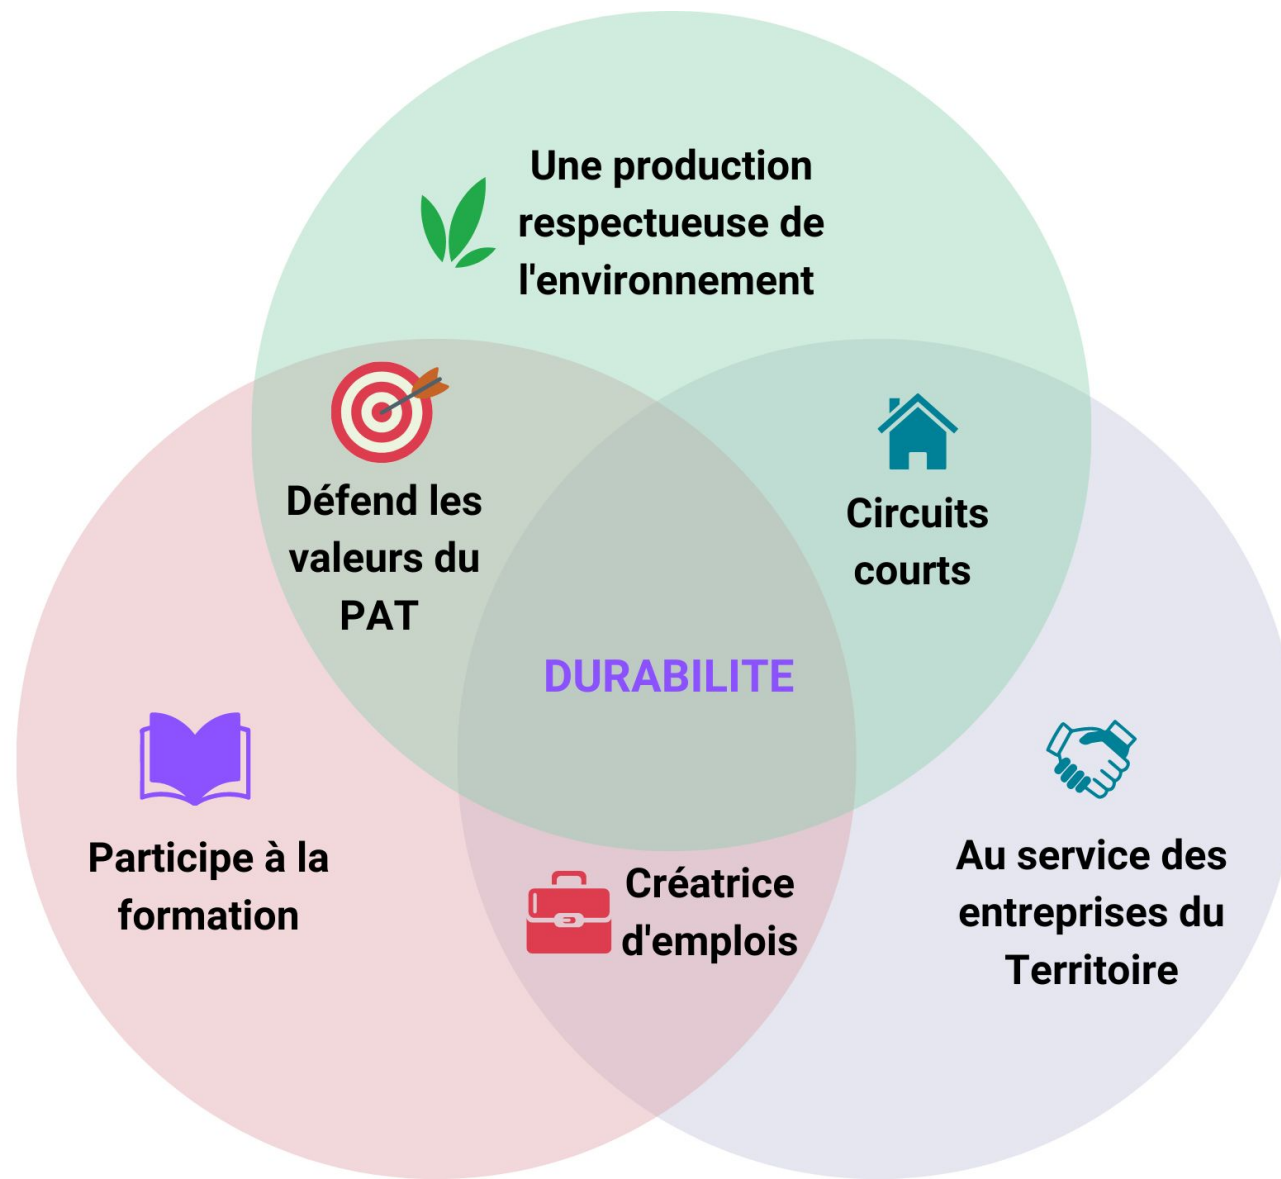 Une production
respectueuse de
l'environnement
Défend les
valeurs du
PAT
Circuits
courts
DURABILITE
Participe à la
formation
Créatrice
d'emplois
Au service des
entreprises du
Territoire